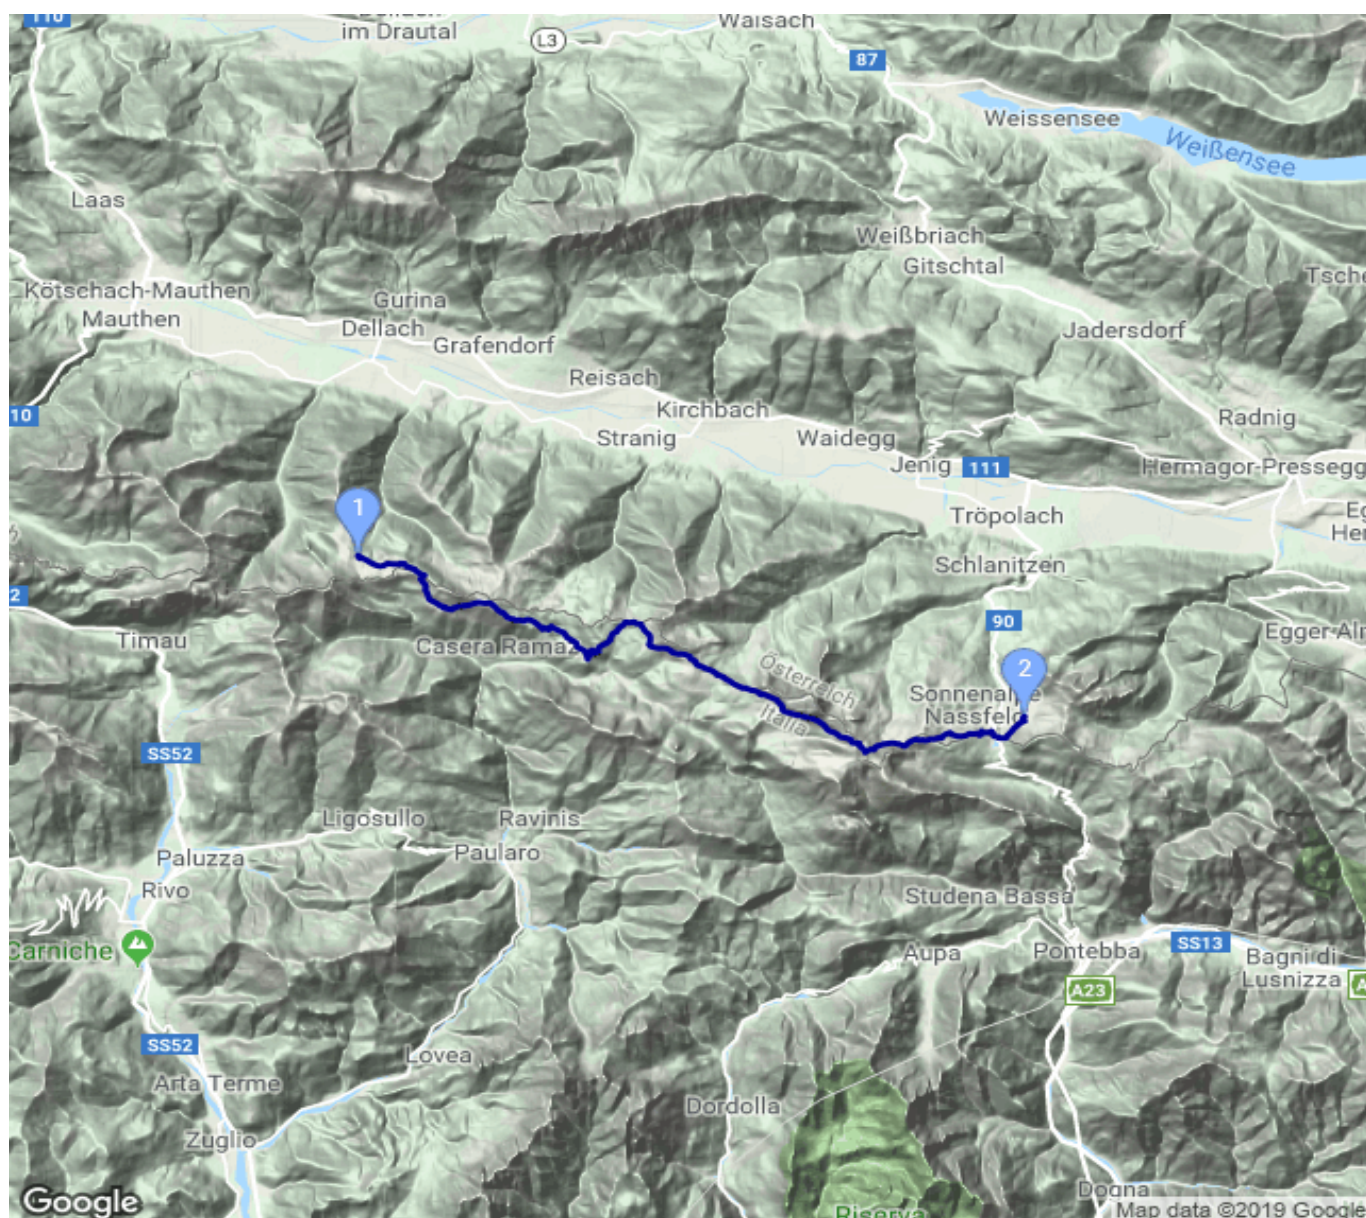 110
im Drautal
L3
Waisach
87
Weissensee
Weißensee
Laas
Weißbriach
Gitschtal
Kötschach-Mauthen
Mauthen
Gurina
Dellach
Grafendorf
Jadersdorf
Reisach
Kirchbach
Stranig
Waidegg
Radnig
10
Jenig
111
Hermagor-Pressegg
1
Tröpolach
Schlanitzen
2
90
Timau
Casera Ramaz
Egger Alm
Österreich
Italia
2
Sonnenalpe
Nassfeld
SS52
Ligosullo
Ravinis
Paluzza
Paularo
Rivo
Studena Bassa
Carniche
Aupa
Pontebba
SS13
Bagni di
Lusnizza
A23
SS52
Lovea
Arta Terme
Dordolla
Zuglio
Dogna
Riserva
Google
Map data ©2019 Google